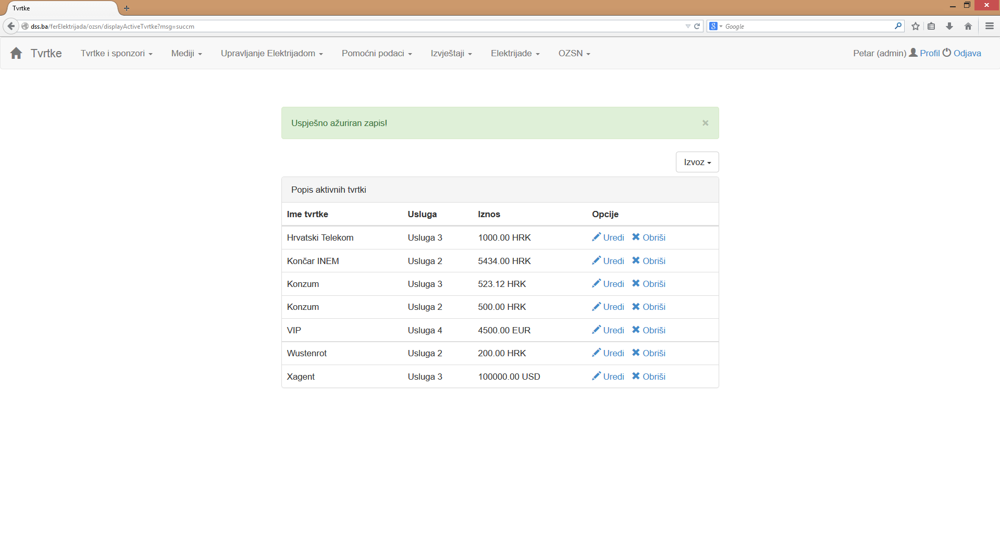 Tvrtke
dss.ba/ferElektrijada/ozsn/displayActiveTvrtke?msg=succm
8 Google
Tvrtke Tvrtke i sponzori Mediji Upravljanje Elektrijadom Pomoćni podaci Izvještaji Elektrijade OZSN Petar (admin) Profil Odjava
Uspješno ažuriran zapis!
Izvoz
Popis aktivnih tvrtki
Ime tvrtke Usluga Iznos Opcije
Hrvatski Telekom Usluga 3 1000.00 HRK Uredi Obriši
Končar INEM Usluga 2 5434.00 HRK Uredi Obriši
Konzum Usluga 3 523.12 HRK Uredi Obriši
Konzum Usluga 2 500.00 HRK Uredi Obriši
VIP Usluga 4 4500.00 EUR Uredi Obriši
Wustenrot Usluga 2 200.00 HRK Uredi Obriši
Xagent Usluga 3 100000.00 USD Uredi Obriši